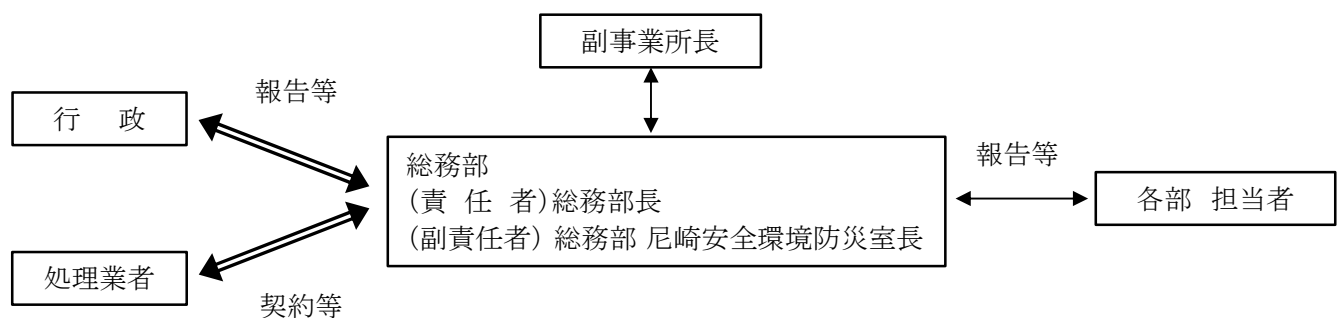 副事業所長
報告等
行 政
総務部
(責 任 者)総務部長
(副責任者) 総務部 尼崎安全環境防災室長
報告等
各部 担当者
処理業者
契約等